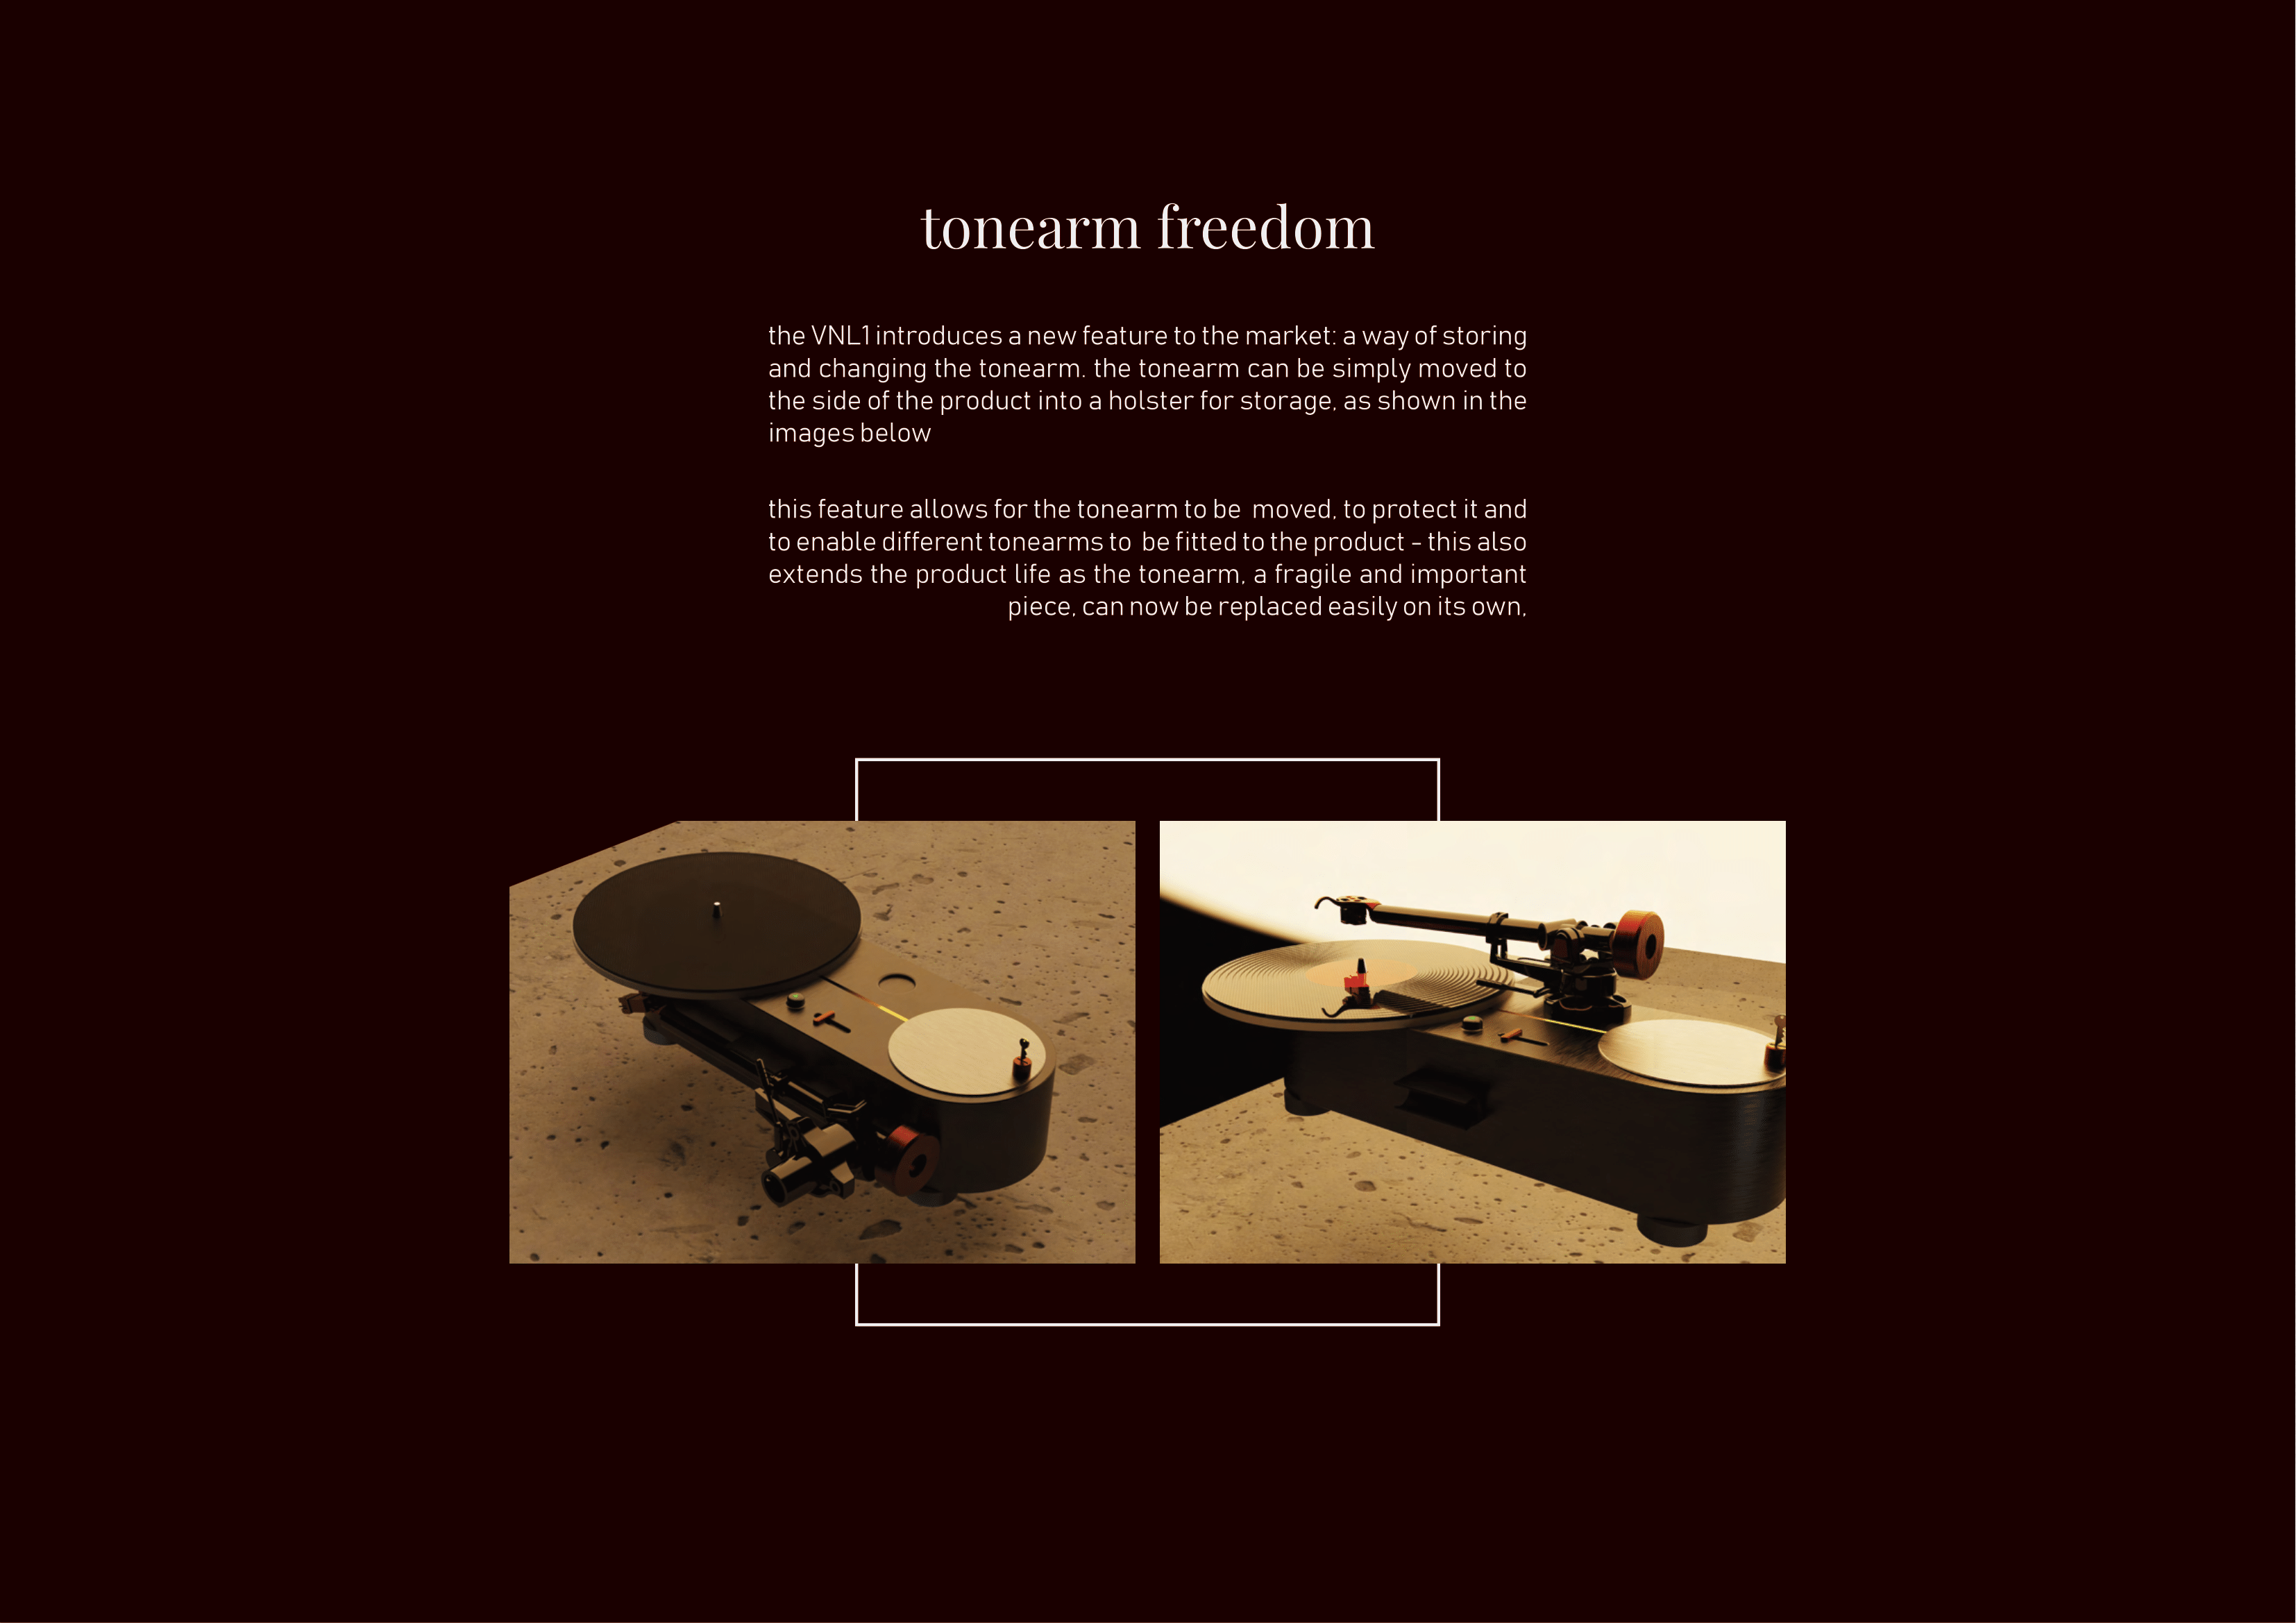 tonearm freedom
the VNL1 introduces a new feature to the market: a way of storing
and changing the tonearm. the tonearm can be simply moved to
the side of the product into a holster for storage, as shown in the
images below
this feature allows for the tonearm to be  moved, to protect it and
to enable different tonearms to  be fitted to the product - this also
extends the product life as the tonearm, a fragile and important
piece, can now be replaced easily on its own,